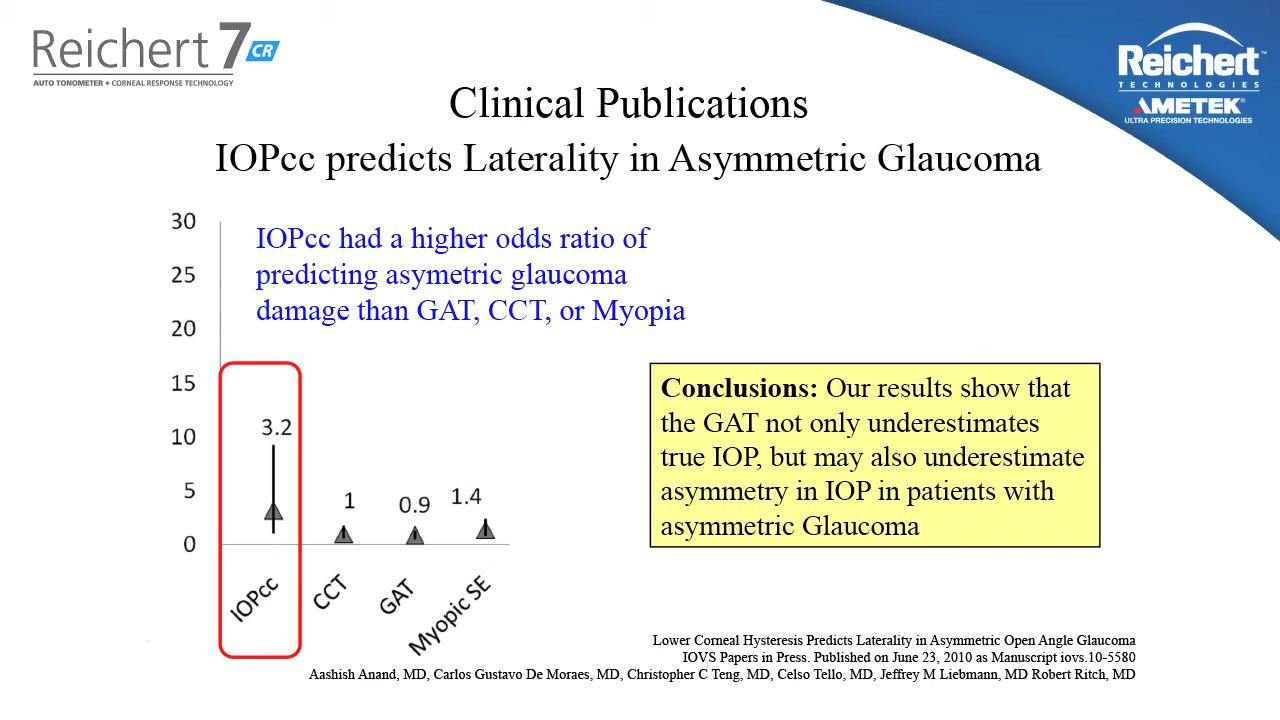 Reichert 7 CR
AUTO TONOMETER + CORNEAL RESPONSE TECHNOLOGY
Reichert™
TECHNOLOGIES
AMETEK®
ULTRA PRECISION TECHNOLOGIES
Clinical Publications
IOPcc predicts Laterality in Asymmetric Glaucoma
IOPcc had a higher odds ratio of
predicting asymetric glaucoma
damage than GAT, CCT, or Myopia
30
25
20
15
10
5
0
3.2
1
0.9
1.4
IOPcc
CCT
GAT
Myopic SE
Conclusions: Our results show that
the GAT not only underestimates
true IOP, but may also underestimate
asymmetry in IOP in patients with
asymmetric Glaucoma
Lower Corneal Hysteresis Predicts Laterality in Asymmetric Open Angle Glaucoma
IOVS Papers in Press. Published on June 23, 2010 as Manuscript iovs.10-5580
Aashish Anand, MD, Carlos Gustavo De Moraes, MD, Christopher C Teng, MD, Celso Tello, MD, Jeffrey M Liebmann, MD Robert Ritch, MD